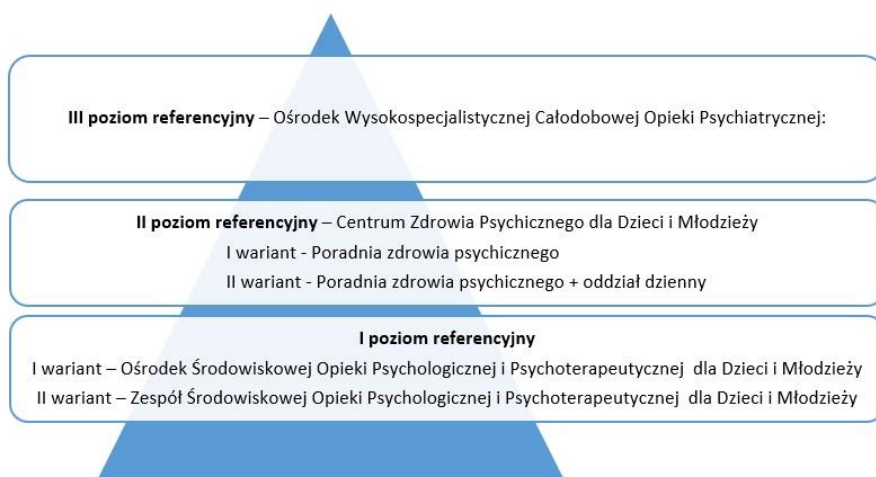 III poziom referencyjny – Ośrodek Wysokospecjalistycznej Całodobowej Opieki Psychiatrycznej:
II poziom referencyjny – Centrum Zdrowia Psychicznego dla Dzieci i Młodzieży
I wariant - Poradnia zdrowia psychicznego
II wariant - Poradnia zdrowia psychicznego + oddział dzienny
I poziom referencyjny
I wariant – Ośrodek Środowiskowej Opieki Psychologicznej i Psychoterapeutycznej dla Dzieci i Młodzieży
II wariant – Zespół Środowiskowej Opieki Psychologicznej i Psychoterapeutycznej dla Dzieci i Młodzieży